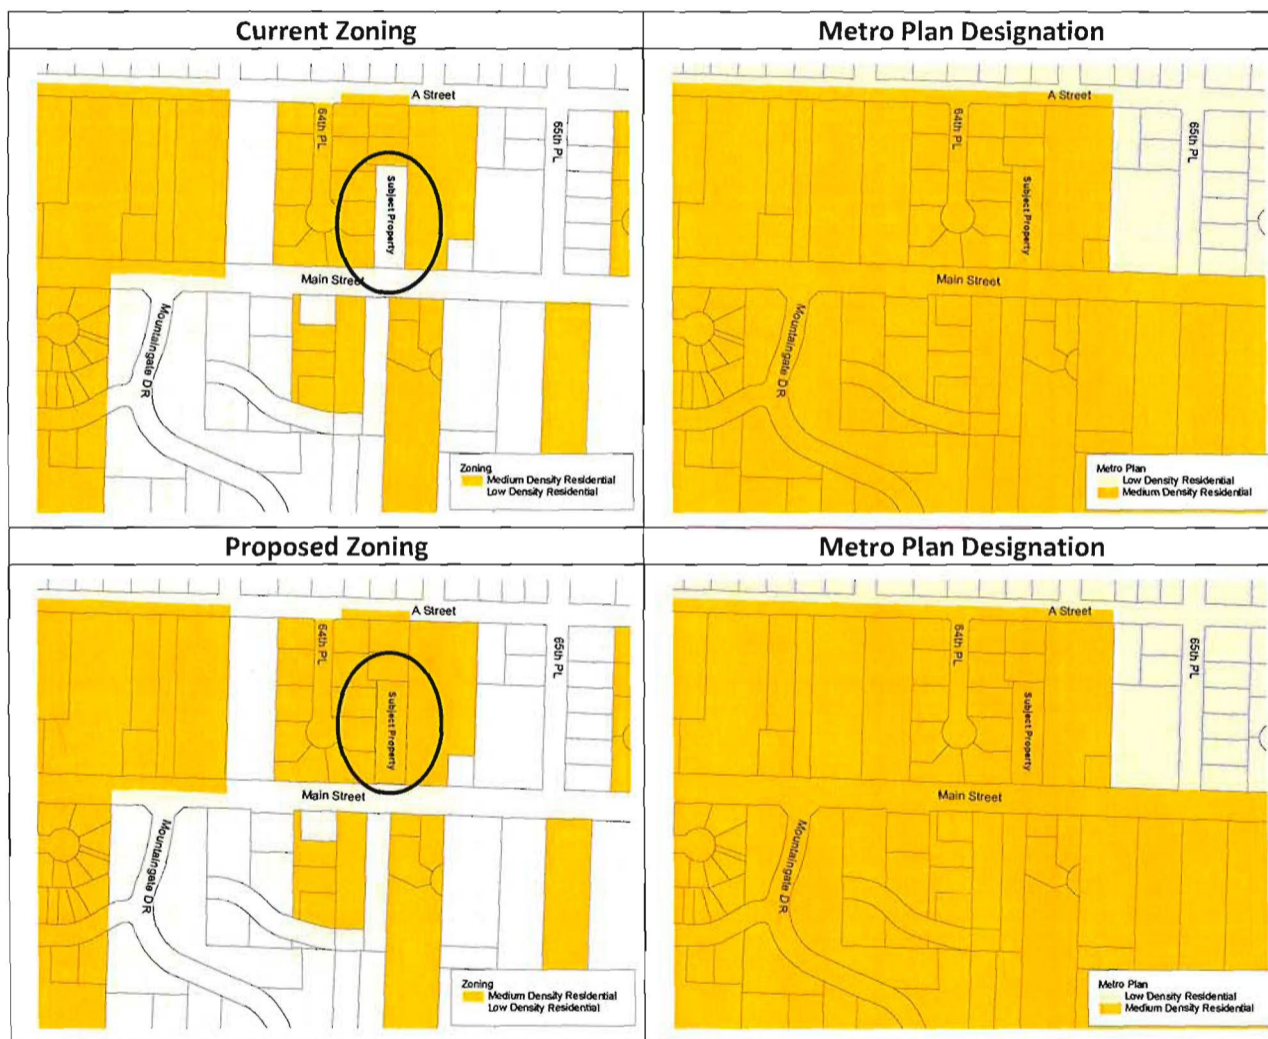 Current Zoning
Metro Plan Designation
A Street
64th PL
65th PL
Subject Property
Main Street
Mountaingate DR
Zoning
Medium Density Residential
Low Density Residential
A Street
64th PL
65th PL
Subject Property
Main Street
Mountaingate DR
Metro Plan
Low Density Residential
Medium Density Residential
Proposed Zoning
Metro Plan Designation
A Street
64th PL
65th PL
Subject Property
Main Street
Mountaingate DR
Zoning
Medium Density Residential
Low Density Residential
A Street
64th PL
65th PL
Subject Property
Main Street
Mountaingate DR
Metro Plan
Low Density Residential
Medium Density Residential